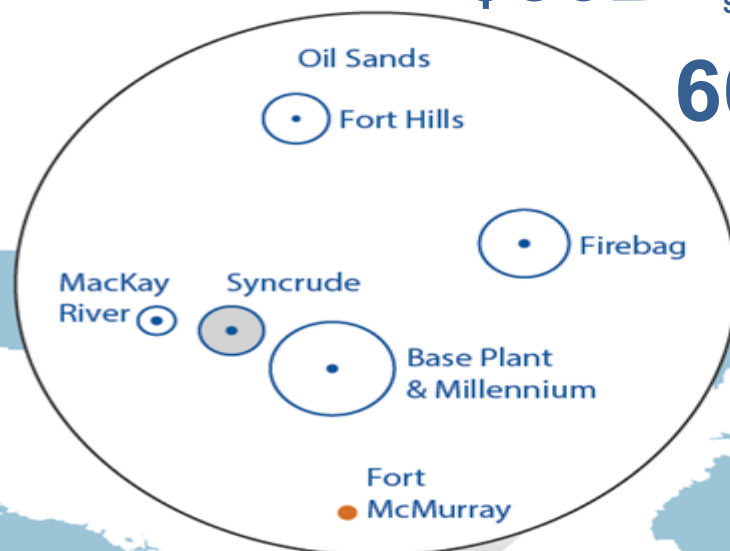 Oil Sands
Fort Hills
Firebag
MacKay
River
Syncrude
Base Plant
& Millennium
Fort
McMurray